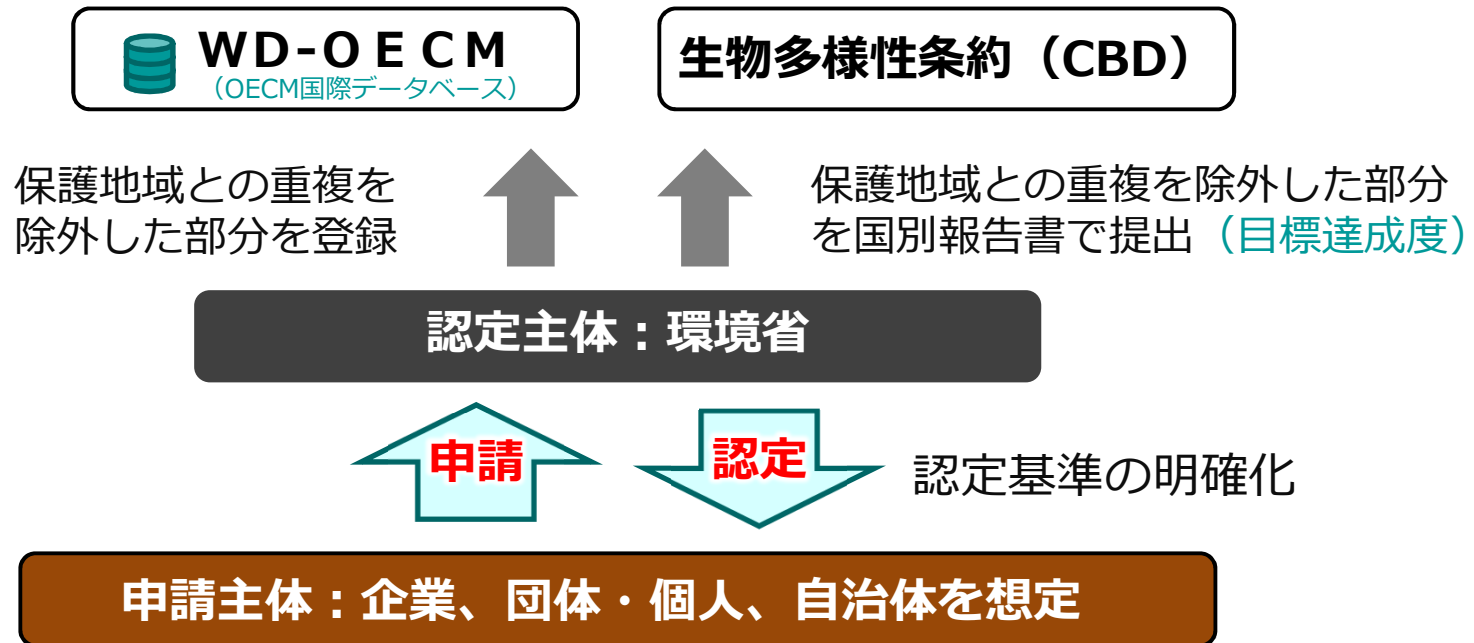 WD-OECM
（OECM国際データベース）
生物多様性条約（CBD）
保護地域との重複を
除外した部分を登録
保護地域との重複を除外した部分
を国別報告書で提出（目標達成度）
認定主体：環境省
申請
認定
認定基準の明確化
申請主体：企業、団体・個人、自治体を想定